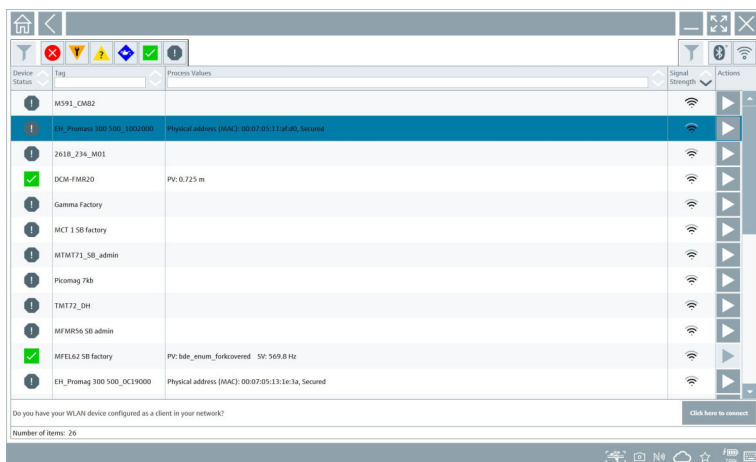 Device Status
Tag
Process Values
Signal Strength
Actions
M591_CM82
EH_Promass 300 500_10D2000 Physical address (MAC): 00:07:05:11:af:d0, Secured
2618_234_M01
DCM-FMR20 PV: 0.725 m
Gamma Factory
MCT 1 SB factory
MTMT71_SB_admin
Picomag 7kb
TMT72_DH
MFMR56 SB admin
MFEL62 SB factory PV: bde_enum_forkcovered SV: 569.8 Hz
EH_Promag 300 500_0C19000 Physical address (MAC): 00:07:05:13:1e:3a, Secured
Do you have your WLAN device configured as a client in your network? Click here to connect
Number of items: 26